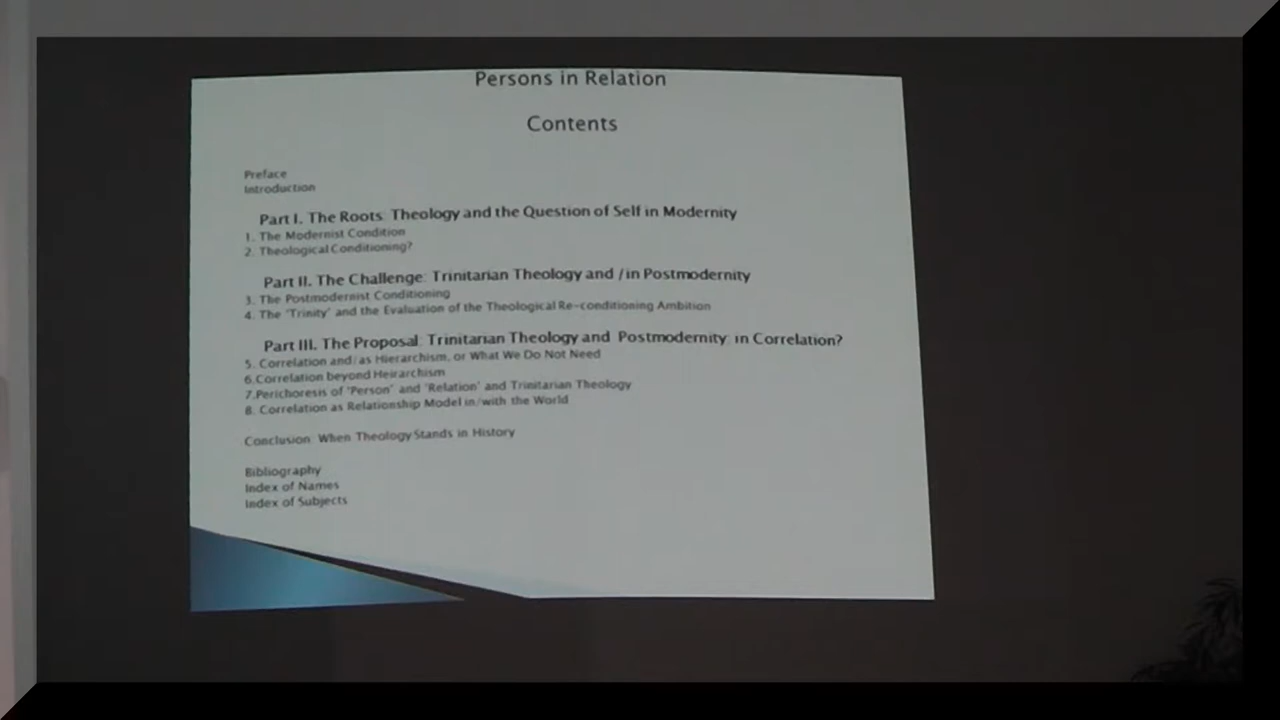 Persons in Relation
Contents
Preface
Introduction
Part I. The Roots: Theology and the Question of Self in Modernity
1. The Modernist Condition
2. Theological Conditioning?
Part II. The Challenge: Trinitarian Theology and /in Postmodernity
3. The Postmodernist Conditioning
4. The 'Trinity' and the Evaluation of the Theological Re-conditioning Ambition
Part III. The Proposal: Trinitarian Theology and Postmodernity: in Correlation?
5. Correlation and/as Hierarchism, or What We Do Not Need
6.Correlation beyond Heirarchism
7.Perichoresis of 'Person' and 'Relation' and Trinitarian Theology
8. Correlation as Relationship Model in/with the World
Conclusion: When Theology Stands in History
Bibliography
Index of Names
Index of Subjects